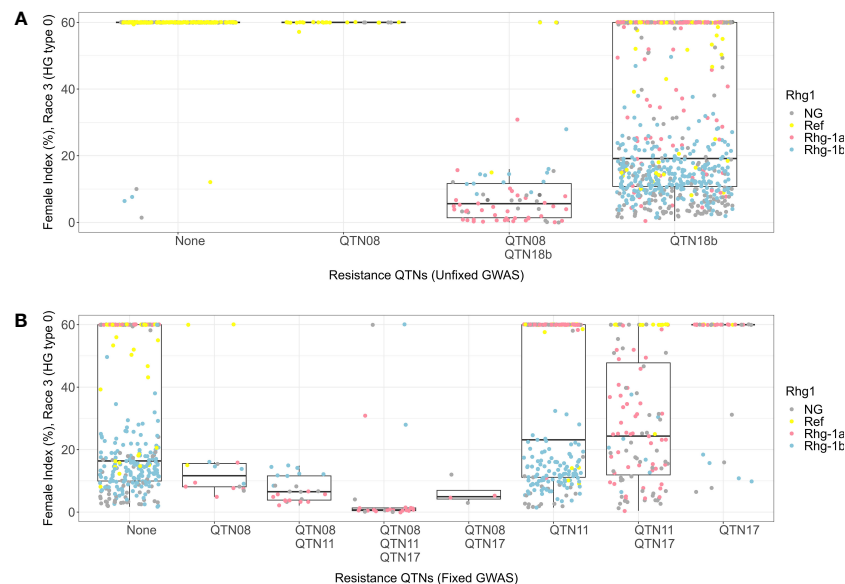 A
Female Index (%), Race 3 (HG type 0)
60
40
20
0
None
QTN08
QTN08
QTN18b
QTN18b
Resistance QTNs (Unfixed GWAS)
Rhg1
NG
Ref
Rhg-1a
Rhg-1b
B
Female Index (%), Race 3 (HG type 0)
60
40
20
0
None
QTN08
QTN08
QTN11
QTN08
QTN11
QTN17
QTN08
QTN17
QTN11
QTN11
QTN17
QTN17
Resistance QTNs (Fixed GWAS)
Rhg1
NG
Ref
Rhg-1a
Rhg-1b